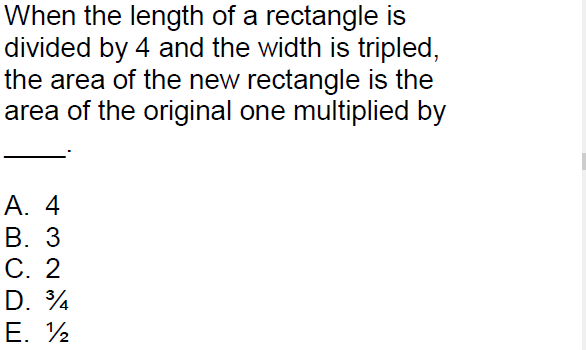 When the length of a rectangle is
divided by 4 and the width is tripled,
the area of the new rectangle is the
area of the original one multiplied by
____.
A. 4
B. 3
C. 2
D. ¾
E. ½